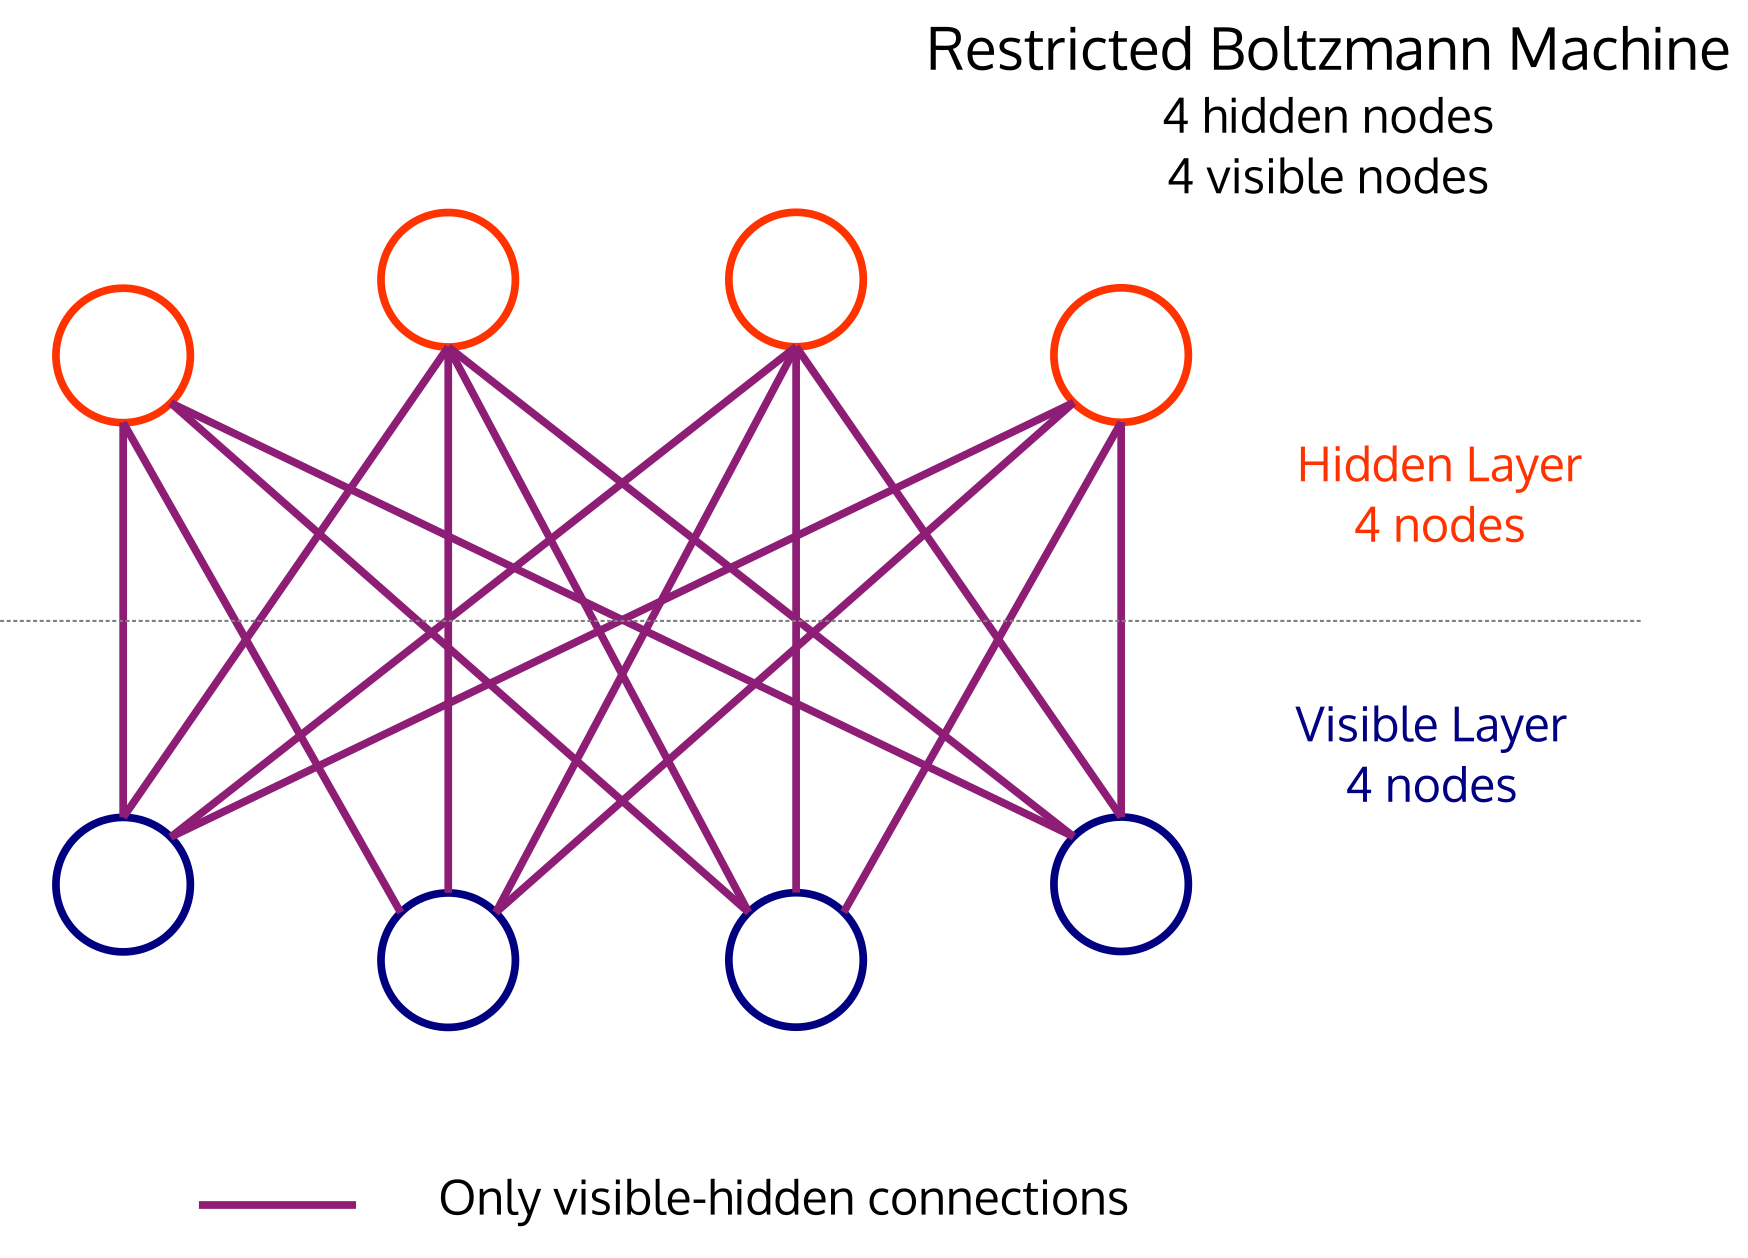 Restricted Boltzmann Machine
4 hidden nodes
4 visible nodes
Hidden Layer
4 nodes
Visible Layer
4 nodes
Only visible-hidden connections